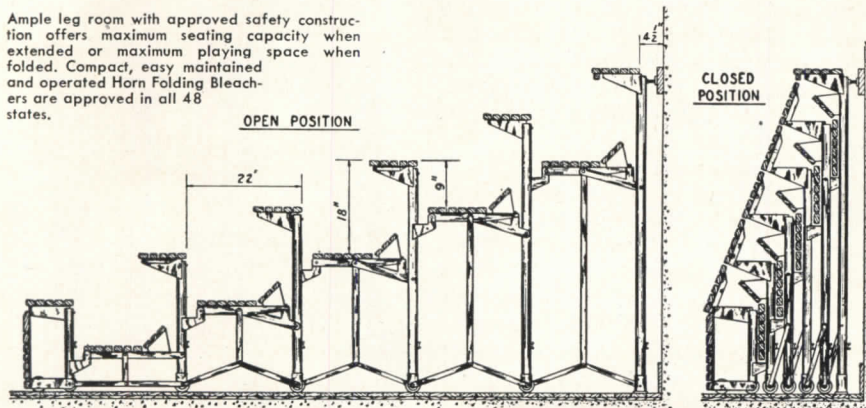 Ample leg room with approved safety construc-
tion offers maximum seating capacity when
extended or maximum playing space when
folded. Compact, easy maintained
and operated Horn Folding Bleach-
ers are approved in all 48
states.
OPEN POSITION
CLOSED
POSITION
4½"
22"
18"
9"